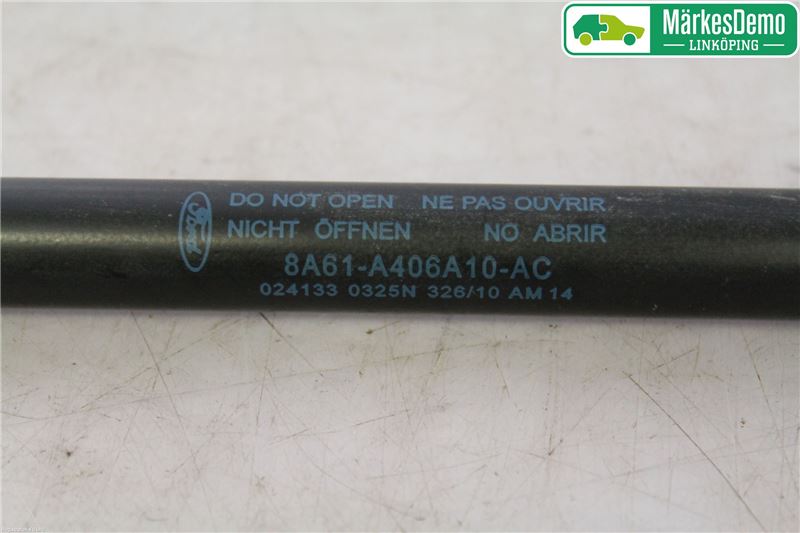 MärkesDemo
LINKÖPING
Ford
DO NOT OPEN NE PAS OUVRIR
NICHT ÖFFNEN NO ABRIR
8A61-A406A10-AC
024133 0325N 326/10 AM 14